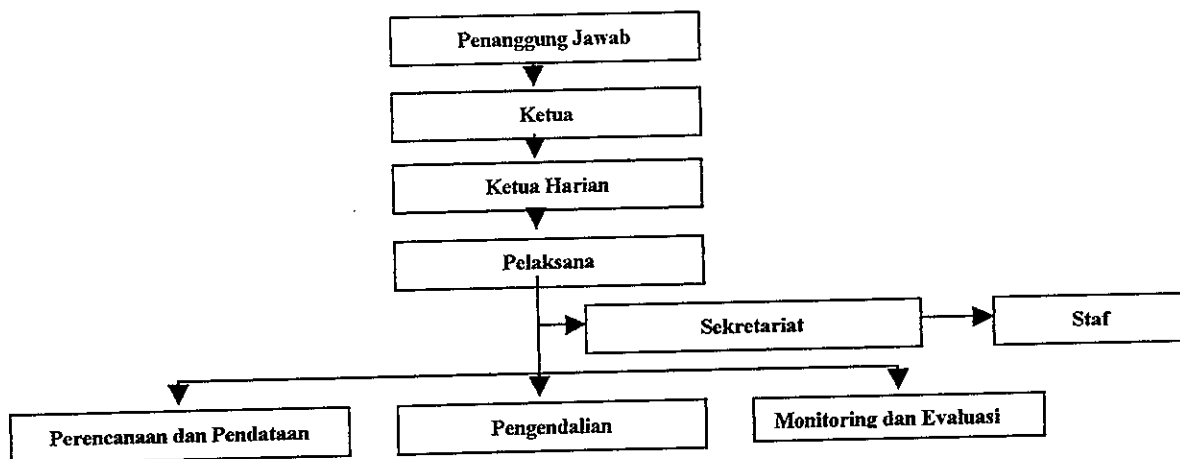 Penanggung Jawab
Ketua
Ketua Harian
Pelaksana
Sekretariat
Staf
Perencanaan dan Pendataan
Pengendalian
Monitoring dan Evaluasi